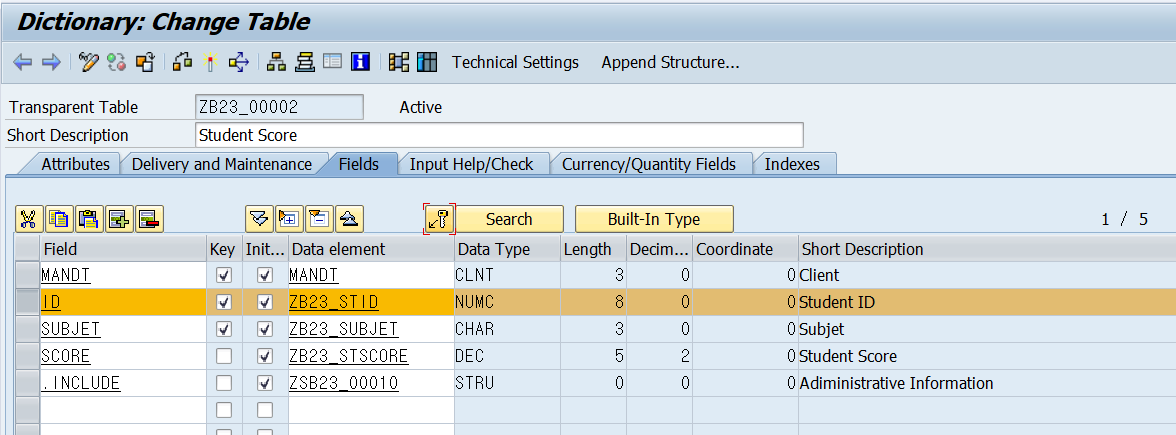 Dictionary: Change Table
Technical Settings Append Structure...
Transparent Table ZB23_00002 Active
Short Description Student Score
Attributes Delivery and Maintenance Fields Input Help/Check Currency/Quantity Fields Indexes
Search Built-In Type 1 / 5
Field Key Init... Data element Data Type Length Decim... Coordinate Short Description
MANDT MANDT CLNT 3 0 0 Client
ID ZB23_STID NUMC 8 0 0 Student ID
SUBJET ZB23_SUBJET CHAR 3 0 0 Subjet
SCORE ZB23_STSCORE DEC 5 2 0 Student Score
.INCLUDE ZSB23_00010 STRU 0 0 0 Adiministrative Information